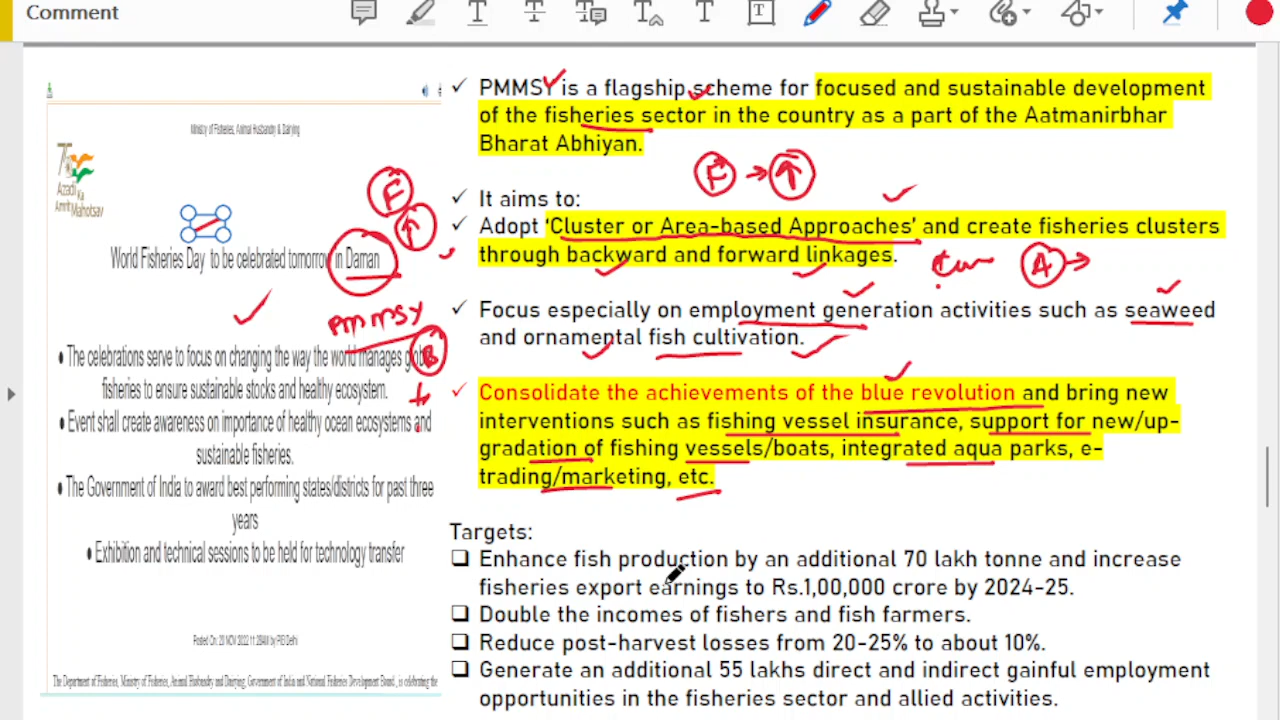 Comment
Ministry of Fisheries, Animal Husbandry & Dairying
75
Azadi Ka
Amrit Mahotsav
World Fisheries Day to be celebrated tomorrow in Daman
● The celebrations serve to focus on changing the way the world manages global
fisheries to ensure sustainable stocks and healthy ecosystem.
● Event shall create awareness on importance of healthy ocean ecosystems and
sustainable fisheries.
● The Government of India to award best performing states/districts for past three
years
● Exhibition and technical sessions to be held for technology transfer
Posted On: 20 NOV 2022 11:28AM by PIB Delhi
The Department of Fisheries, Ministry of Fisheries, Animal Husbandry and Dairying, Government of India and National Fisheries Development Board, is celebrating the
F
PMMSY
B
✓ PMMSY is a flagship scheme for focused and sustainable development
of the fisheries sector in the country as a part of the Aatmanirbhar
Bharat Abhiyan.
F → ↑
✓ It aims to:
✓ Adopt 'Cluster or Area-based Approaches' and create fisheries clusters
through backward and forward linkages.
A →
✓ Focus especially on employment generation activities such as seaweed
and ornamental fish cultivation.
✓ Consolidate the achievements of the blue revolution and bring new
interventions such as fishing vessel insurance, support for new/up-
gradation of fishing vessels/boats, integrated aqua parks, e-
trading/marketing, etc.
Targets:
❑ Enhance fish production by an additional 70 lakh tonne and increase
fisheries export earnings to Rs.1,00,000 crore by 2024-25.
❑ Double the incomes of fishers and fish farmers.
❑ Reduce post-harvest losses from 20-25% to about 10%.
❑ Generate an additional 55 lakhs direct and indirect gainful employment
opportunities in the fisheries sector and allied activities.